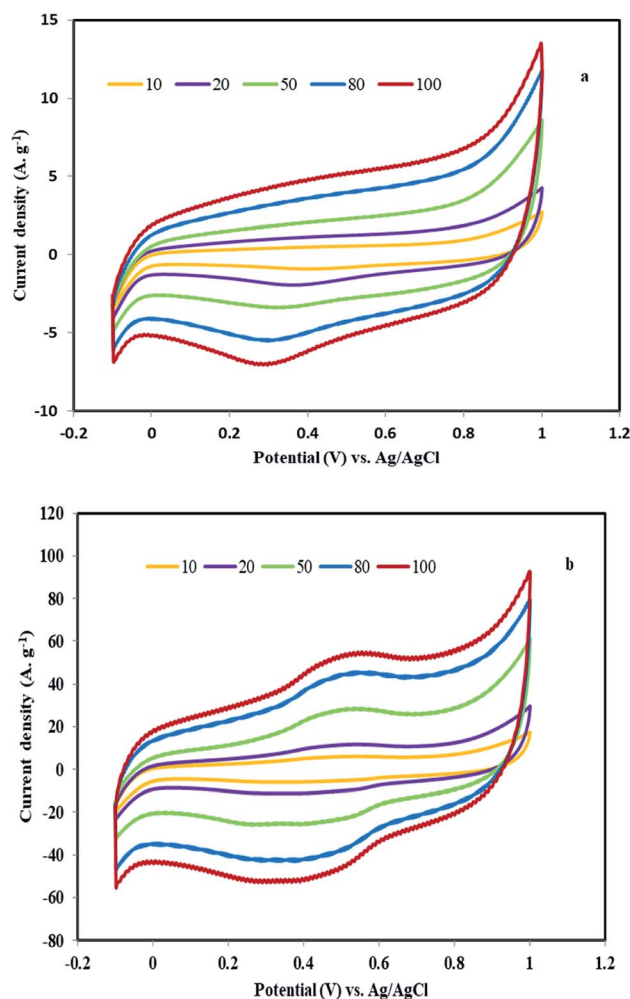 15
10 20 50 80 100 a
10
5
0
-5
-10
-0.2 0 0.2 0.4 0.6 0.8 1 1.2
Current density (A. g⁻¹)
Potential (V) vs. Ag/AgCl
120
100
10 20 50 80 100 b
80
60
40
20
0
-20
-40
-60
-80
-0.2 0 0.2 0.4 0.6 0.8 1 1.2
Current density (A. g⁻¹)
Potential (V) vs. Ag/AgCl